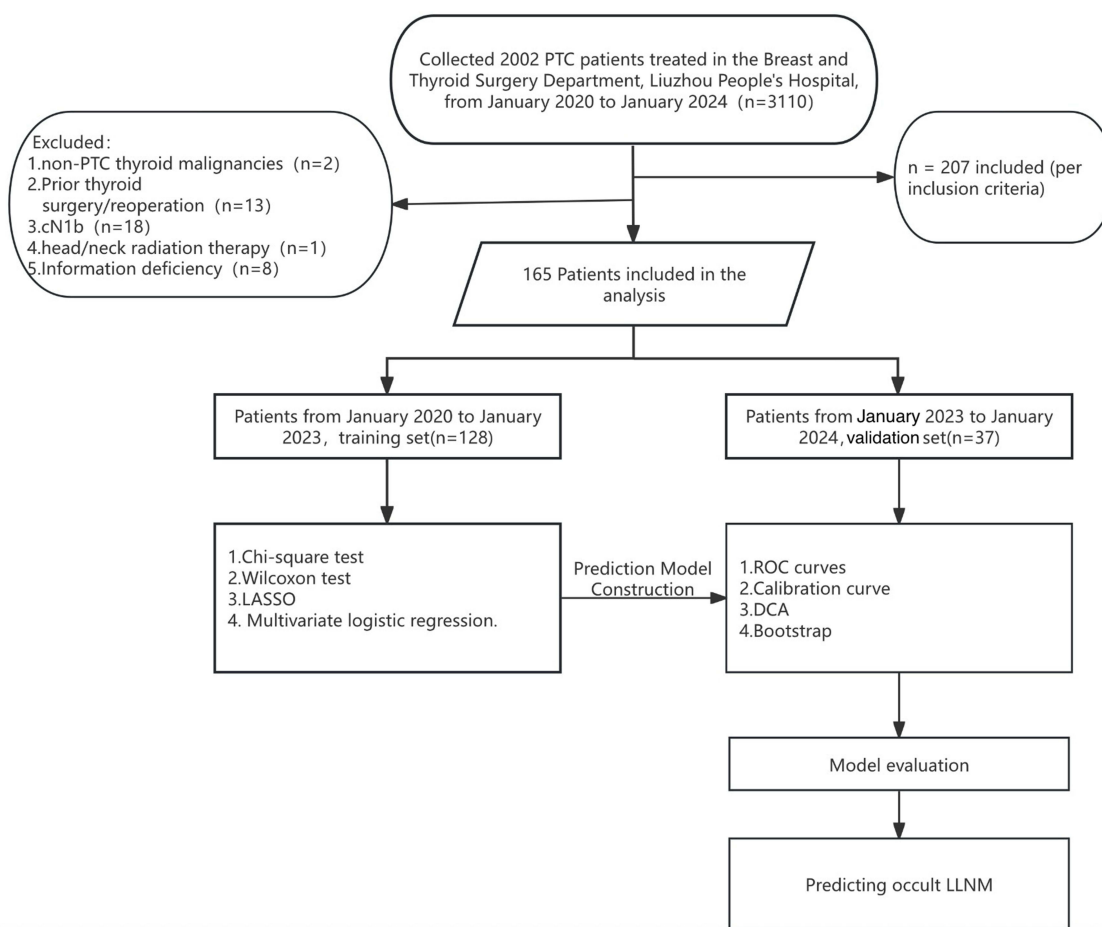 Collected 2002 PTC patients treated in the Breast and
Thyroid Surgery Department, Liuzhou People's Hospital,
from January 2020 to January 2024（n=3110）
Excluded：
1.non-PTC thyroid malignancies（n=2）
2.Prior thyroid
surgery/reoperation（n=13）
3.cN1b（n=18）
4.head/neck radiation therapy（n=1）
5.Information deficiency（n=8）
n = 207 included (per
inclusion criteria)
165 Patients included in the
analysis
Patients from January 2020 to January
2023， training set(n=128)
Patients from January 2023 to January
2024,validation set(n=37)
1.Chi-square test
2.Wilcoxon test
3.LASSO
4. Multivariate logistic regression.
Prediction Model
Construction
1.ROC curves
2.Calibration curve
3.DCA
4.Bootstrap
Model evaluation
Predicting occult LLNM